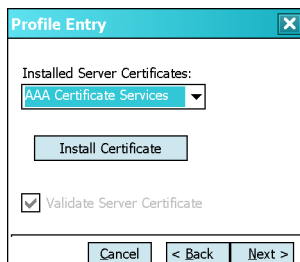 Profile Entry
Installed Server Certificates:
AAA Certificate Services
Install Certificate
Validate Server Certificate
Cancel
< Back
Next >